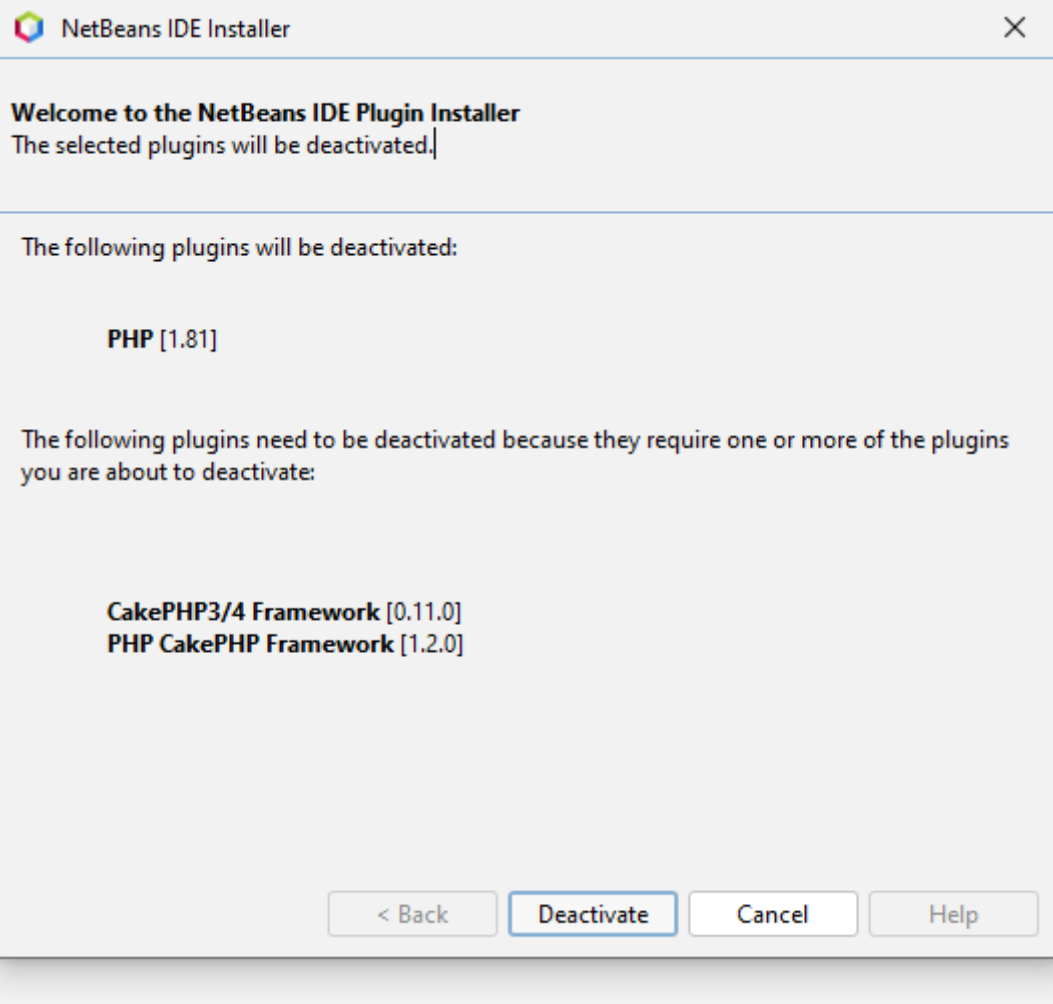 NetBeans IDE Installer
Welcome to the NetBeans IDE Plugin Installer
The selected plugins will be deactivated.
The following plugins will be deactivated:
PHP [1.81]
The following plugins need to be deactivated because they require one or more of the plugins
you are about to deactivate:
CakePHP3/4 Framework [0.11.0]
PHP CakePHP Framework [1.2.0]
< Back
Deactivate
Cancel
Help